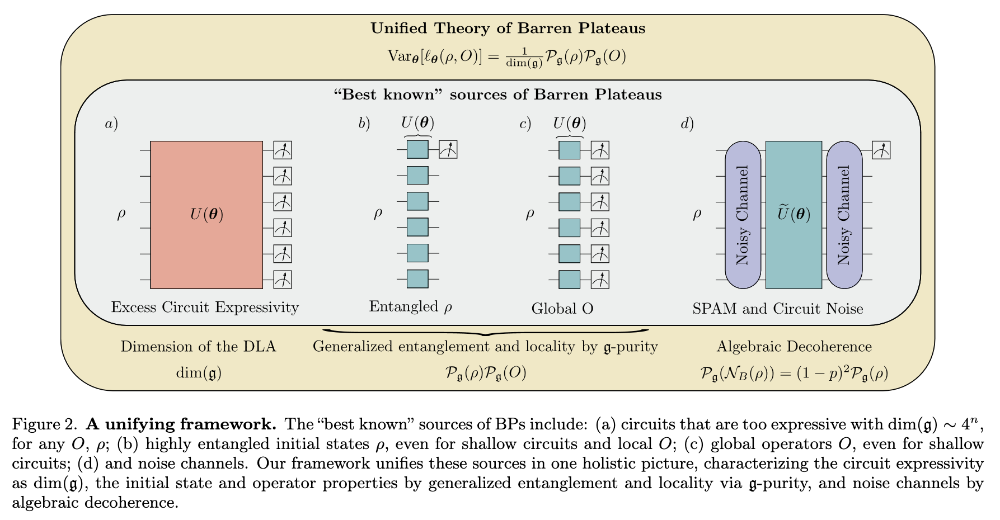 Unified Theory of Barren Plateaus
Var_𝜽[ℓ_𝜽(ρ, O)] = 1/dim(𝔤) 𝒫_𝔤(ρ)𝒫_𝔤(O)
“Best known” sources of Barren Plateaus
a)
b)
U(𝜽)
c)
U(𝜽)
d)
ρ
U(𝜽)
ρ
ρ
ρ
Noisy Channel
Ũ(𝜽)
Noisy Channel
Excess Circuit Expressivity
Entangled ρ
Global O
SPAM and Circuit Noise
Dimension of the DLA
Generalized entanglement and locality by 𝔤-purity
Algebraic Decoherence
dim(𝔤)
𝒫_𝔤(ρ)𝒫_𝔤(O)
𝒫_𝔤(𝒩_B(ρ)) = (1 − p)²𝒫_𝔤(ρ)
Figure 2. A unifying framework. The “best known” sources of BPs include: (a) circuits that are too expressive with dim(𝔤) ∼ 4ⁿ,
for any O, ρ; (b) highly entangled initial states ρ, even for shallow circuits and local O; (c) global operators O, even for shallow
circuits; (d) and noise channels. Our framework unifies these sources in one holistic picture, characterizing the circuit expressivity
as dim(𝔤), the initial state and operator properties by generalized entanglement and locality via 𝔤-purity, and noise channels by
algebraic decoherence.